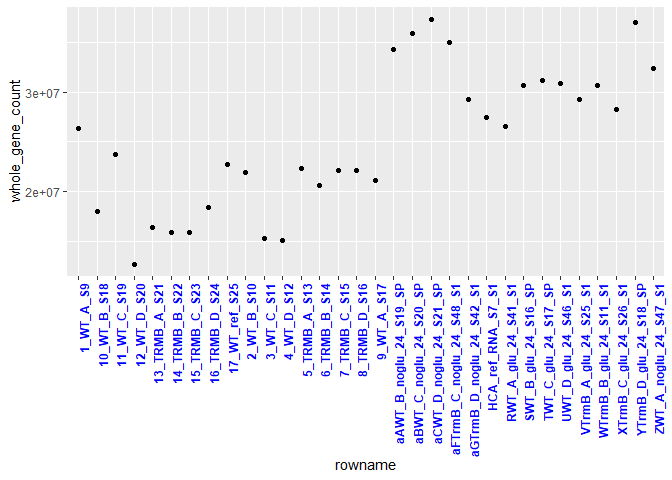 whole_gene_count
3e+07
2e+07
1_WT_A_S9
10_WT_B_S18
11_WT_C_S19
12_WT_D_S20
13_TRMB_A_S21
14_TRMB_B_S22
15_TRMB_C_S23
16_TRMB_D_S24
17_WT_ref_S25
2_WT_B_S10
3_WT_C_S11
4_WT_D_S12
5_TRMB_A_S13
6_TRMB_B_S14
7_TRMB_C_S15
8_TRMB_D_S16
9_WT_A_S17
aAWT_B_noglu_24_S19_SP
aBWT_C_noglu_24_S20_SP
aCWT_D_noglu_24_S21_SP
aFTrmB_C_noglu_24_S48_S1
aGTrmB_D_noglu_24_S42_S1
HCA_ref_RNA_S7_S1
RWT_A_glu_24_S41_S1
SWT_B_glu_24_S16_SP
TWT_C_glu_24_S17_SP
UWT_D_glu_24_S46_S1
VTrmB_A_glu_24_S25_S1
WTrmB_B_glu_24_S11_S1
XTrmB_C_glu_24_S26_S1
YTrmB_D_glu_24_S18_SP
ZWT_A_noglu_24_S47_S1
rowname